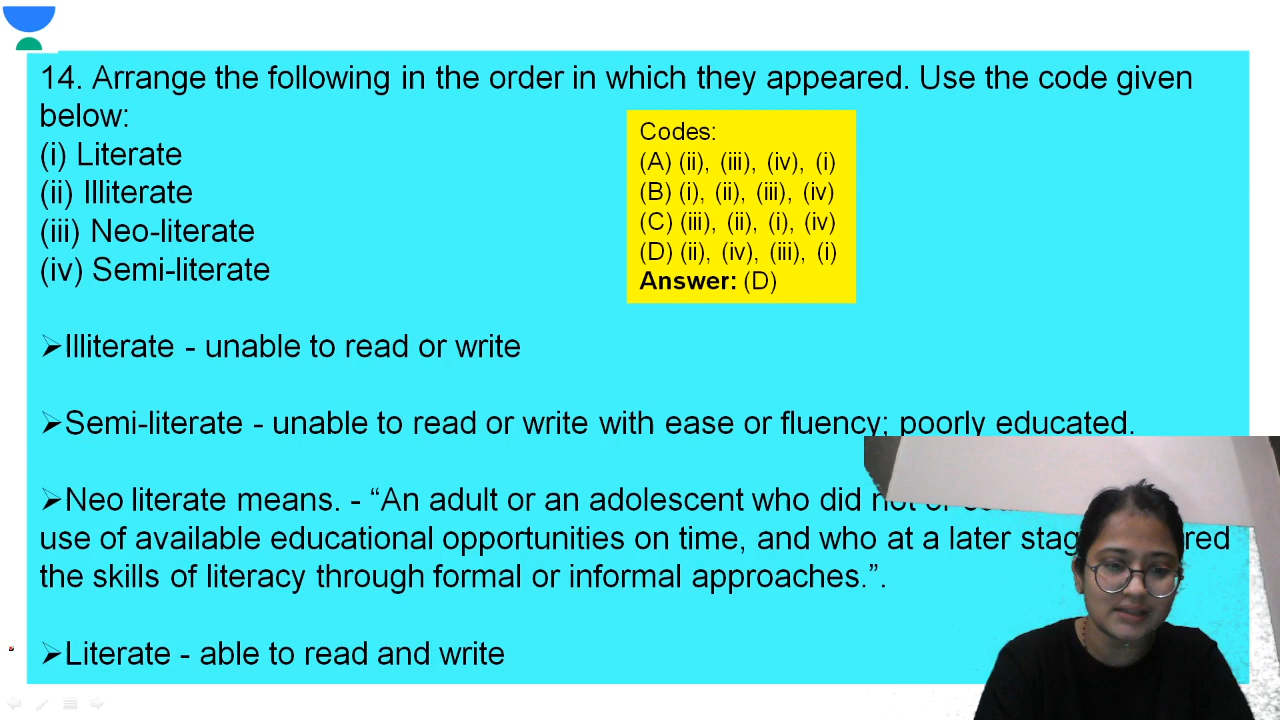 14. Arrange the following in the order in which they appeared. Use the code given
below:
(i) Literate
(ii) Illiterate
(iii) Neo-literate
(iv) Semi-literate
Codes:
(A) (ii), (iii), (iv), (i)
(B) (i), (ii), (iii), (iv)
(C) (iii), (ii), (i), (iv)
(D) (ii), (iv), (iii), (i)
Answer: (D)
➢Illiterate - unable to read or write
➢Semi-literate - unable to read or write with ease or fluency; poorly educated.
➢Neo literate means. - “An adult or an adolescent who did not or
use of available educational opportunities on time, and who at a later
the skills of literacy through formal or informal approaches.”.
➢Literate - able to read and write